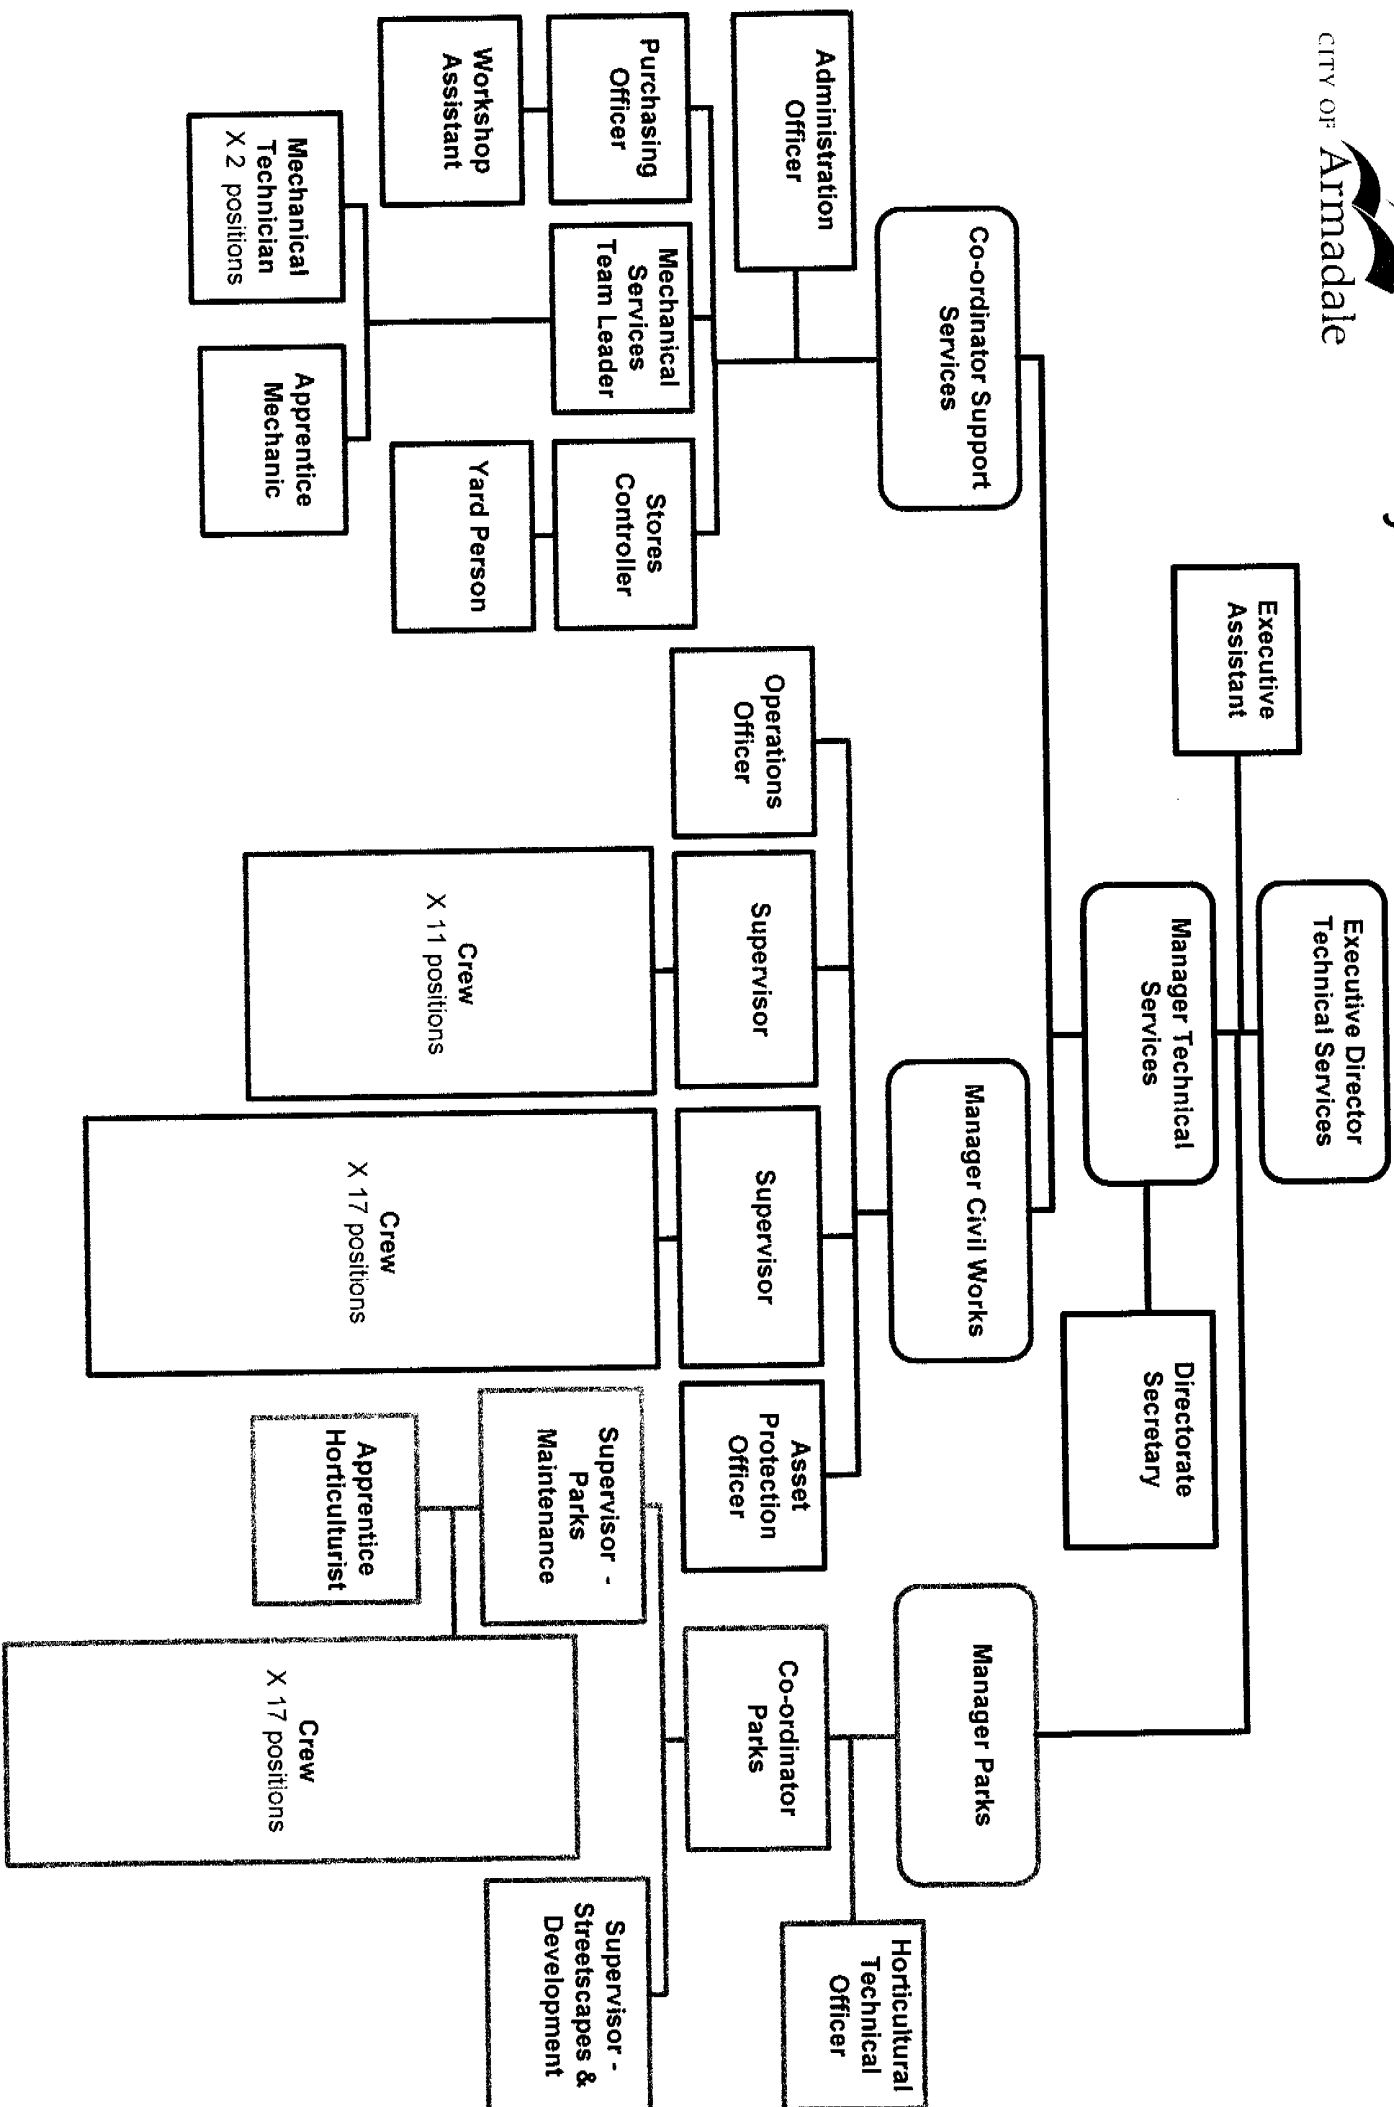 CITY OF Armadale
Executive Director
Technical Services
Executive
Assistant
Manager Technical
Services
Directorate
Secretary
Co-ordinator Support
Services
Manager Civil Works
Manager Parks
Administration
Officer
Horticultural
Technical
Officer
Purchasing
Officer
Mechanical
Services
Team Leader
Stores
Controller
Operations
Officer
Supervisor
Supervisor
Asset
Protection
Officer
Co-ordinator
Parks
Workshop
Assistant
Yard Person
Crew
X 11 positions
Crew
X 17 positions
Supervisor -
Parks
Maintenance
Supervisor -
Streetscapes &
Development
Mechanical
Technician
X 2 positions
Apprentice
Mechanic
Apprentice
Horticulturist
Crew
X 17 positions